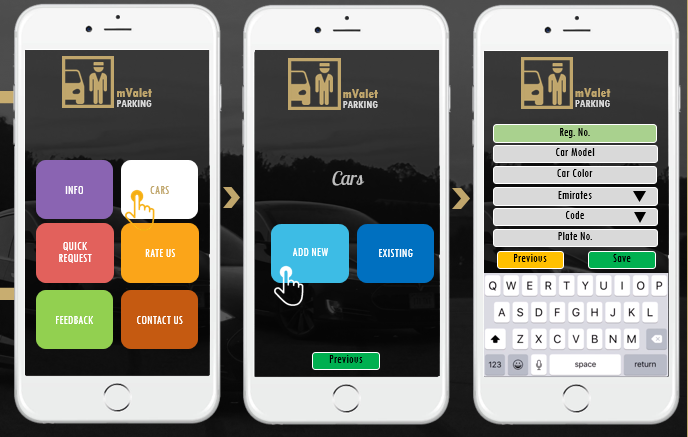 mValet
PARKING
INFO
CARS
QUICK
REQUEST
RATE US
FEEDBACK
CONTACT US
mValet
PARKING
Cars
ADD NEW
EXISTING
Previous
mValet
PARKING
Reg. No.
Car Model
Car Color
Emirates
Code
Plate No.
Previous
Save
Q W E R T Y U I O P
A S D F G H J K L
Z X C V B N M
123
space
return